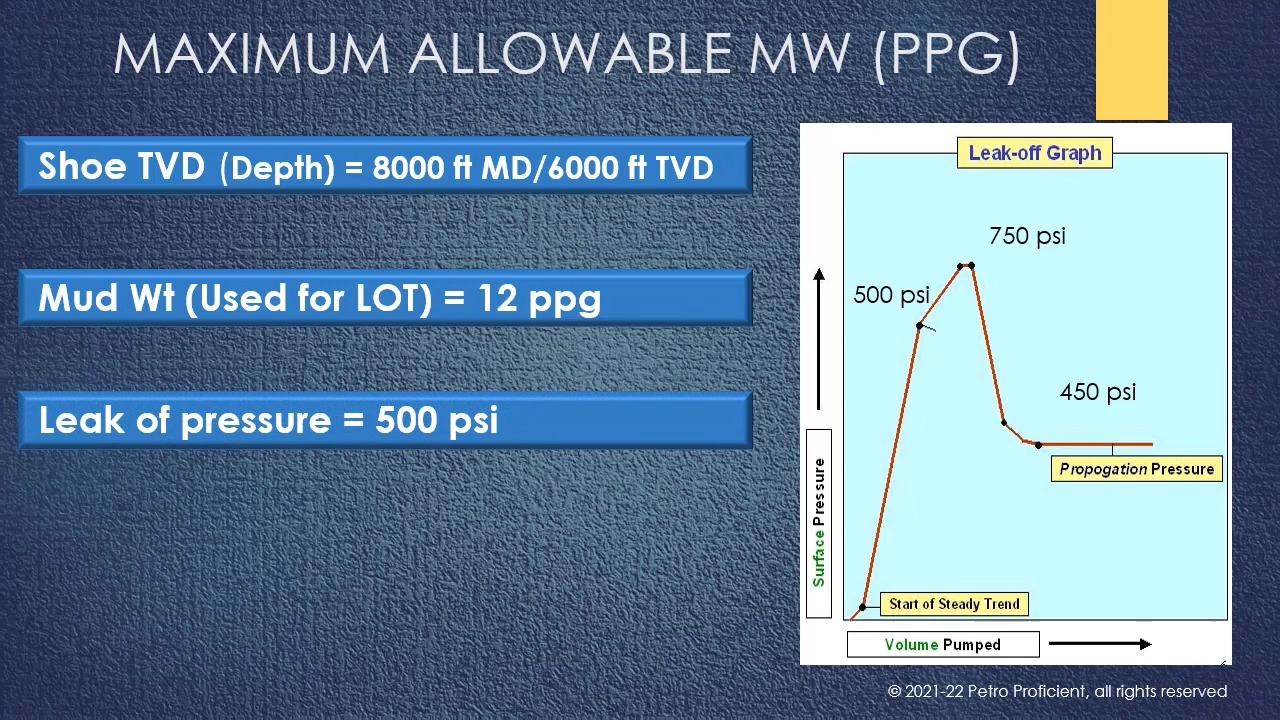 MAXIMUM ALLOWABLE MW (PPG)
Shoe TVD (Depth) = 8000 ft MD/6000 ft TVD
Mud Wt (Used for LOT) = 12 ppg
Leak of pressure = 500 psi
Leak-off Graph
750 psi
500 psi
450 psi
Propogation Pressure
Surface Pressure
Start of Steady Trend
Volume Pumped
© 2021-22 Petro Proficient, all rights reserved